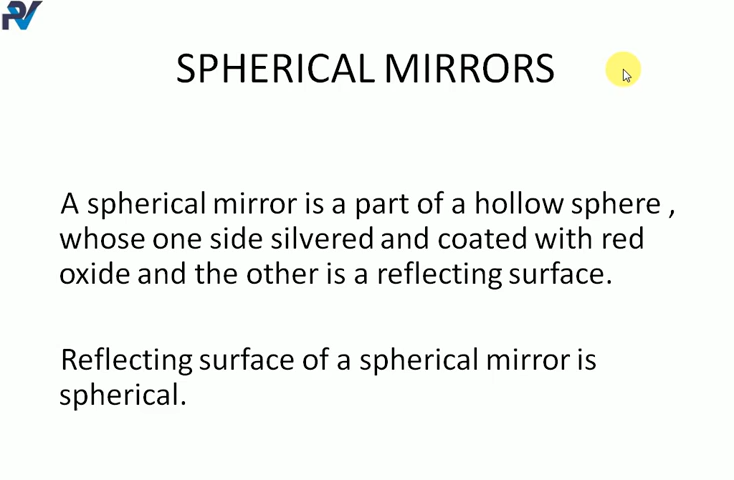 PV
SPHERICAL MIRRORS
A spherical mirror is a part of a hollow sphere ,
whose one side silvered and coated with red
oxide and the other is a reflecting surface.
Reflecting surface of a spherical mirror is
spherical.